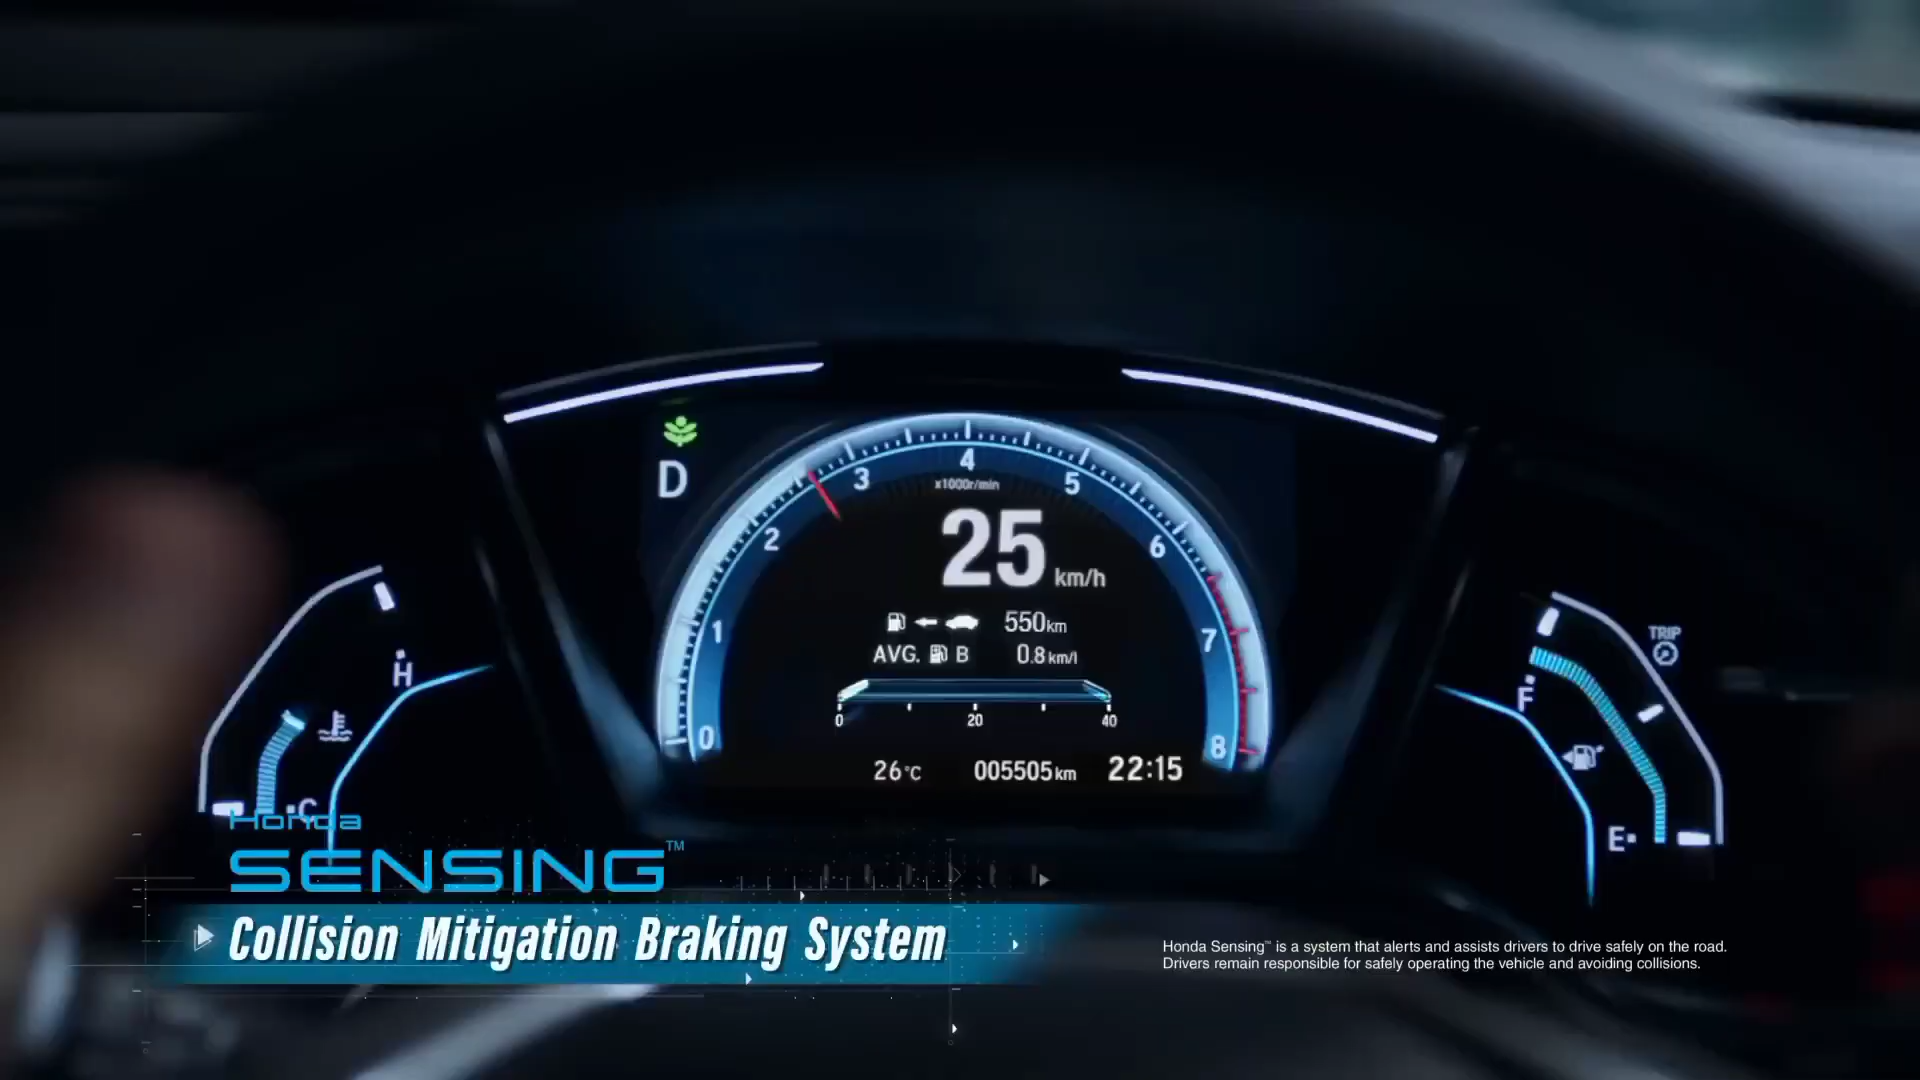 D
0
1
2
3
4
5
6
7
8
x1000r/min
25 km/h
550km
AVG. B 0.8 km/l
0 20 40
26°C 005505km 22:15
H
C
TRIP
F
E
Honda
SENSING™
Collision Mitigation Braking System
Honda Sensing™ is a system that alerts and assists drivers to drive safely on the road.
Drivers remain responsible for safely operating the vehicle and avoiding collisions.